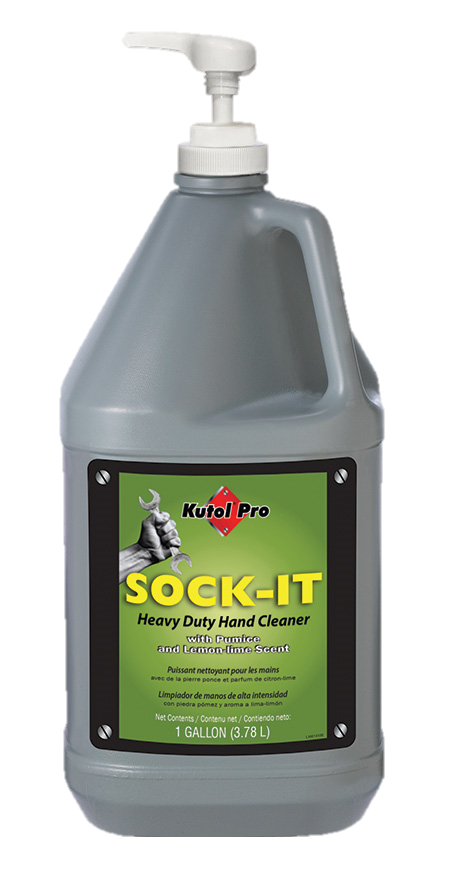 Kutol Pro
SOCK-IT
Heavy Duty Hand Cleaner
with Pumice
and Lemon-lime Scent
Puissant nettoyant pour les mains
avec de la pierre ponce et parfum de citron-lime
Limpiador de manos de alta intensidad
con piedra pómez y aroma a lima-limón
Net Contents / Contenu net / Contiendo neto:
1 GALLON (3.78 L)